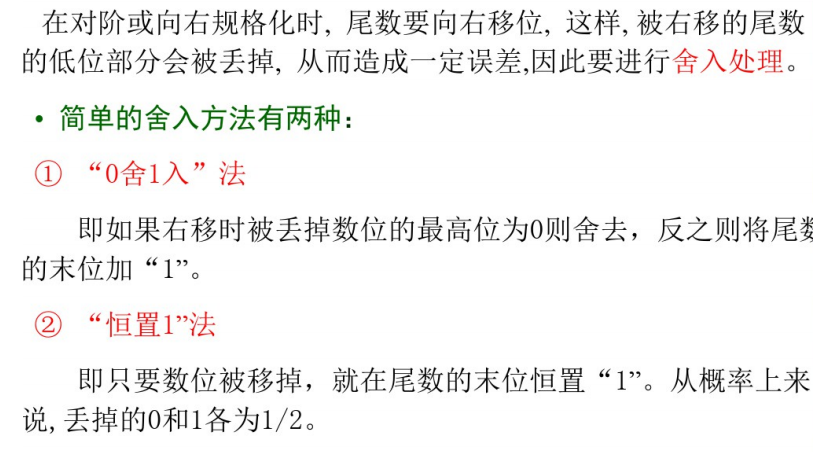 在对阶或向右规格化时, 尾数要向右移位, 这样, 被右移的尾数
的低位部分会被丢掉, 从而造成一定误差,因此要进行舍入处理。
• 简单的舍入方法有两种：
① “0舍1入”法
即如果右移时被丢掉数位的最高位为0则舍去，反之则将尾数
的末位加“1”。
② “恒置1”法
即只要数位被移掉，就在尾数的末位恒置“1”。从概率上来
说,丢掉的0和1各为1/2。